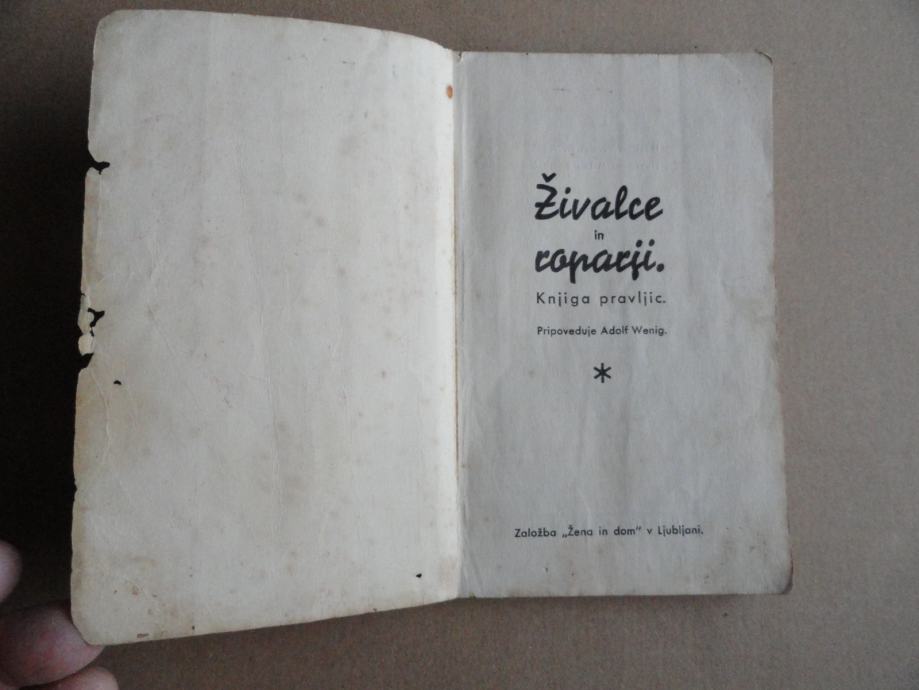 Živalce
in
roparji.
Knjiga pravljic.
Pripoveduje Adolf Wenig.
*
Založba „Žena in dom" v Ljubljani.